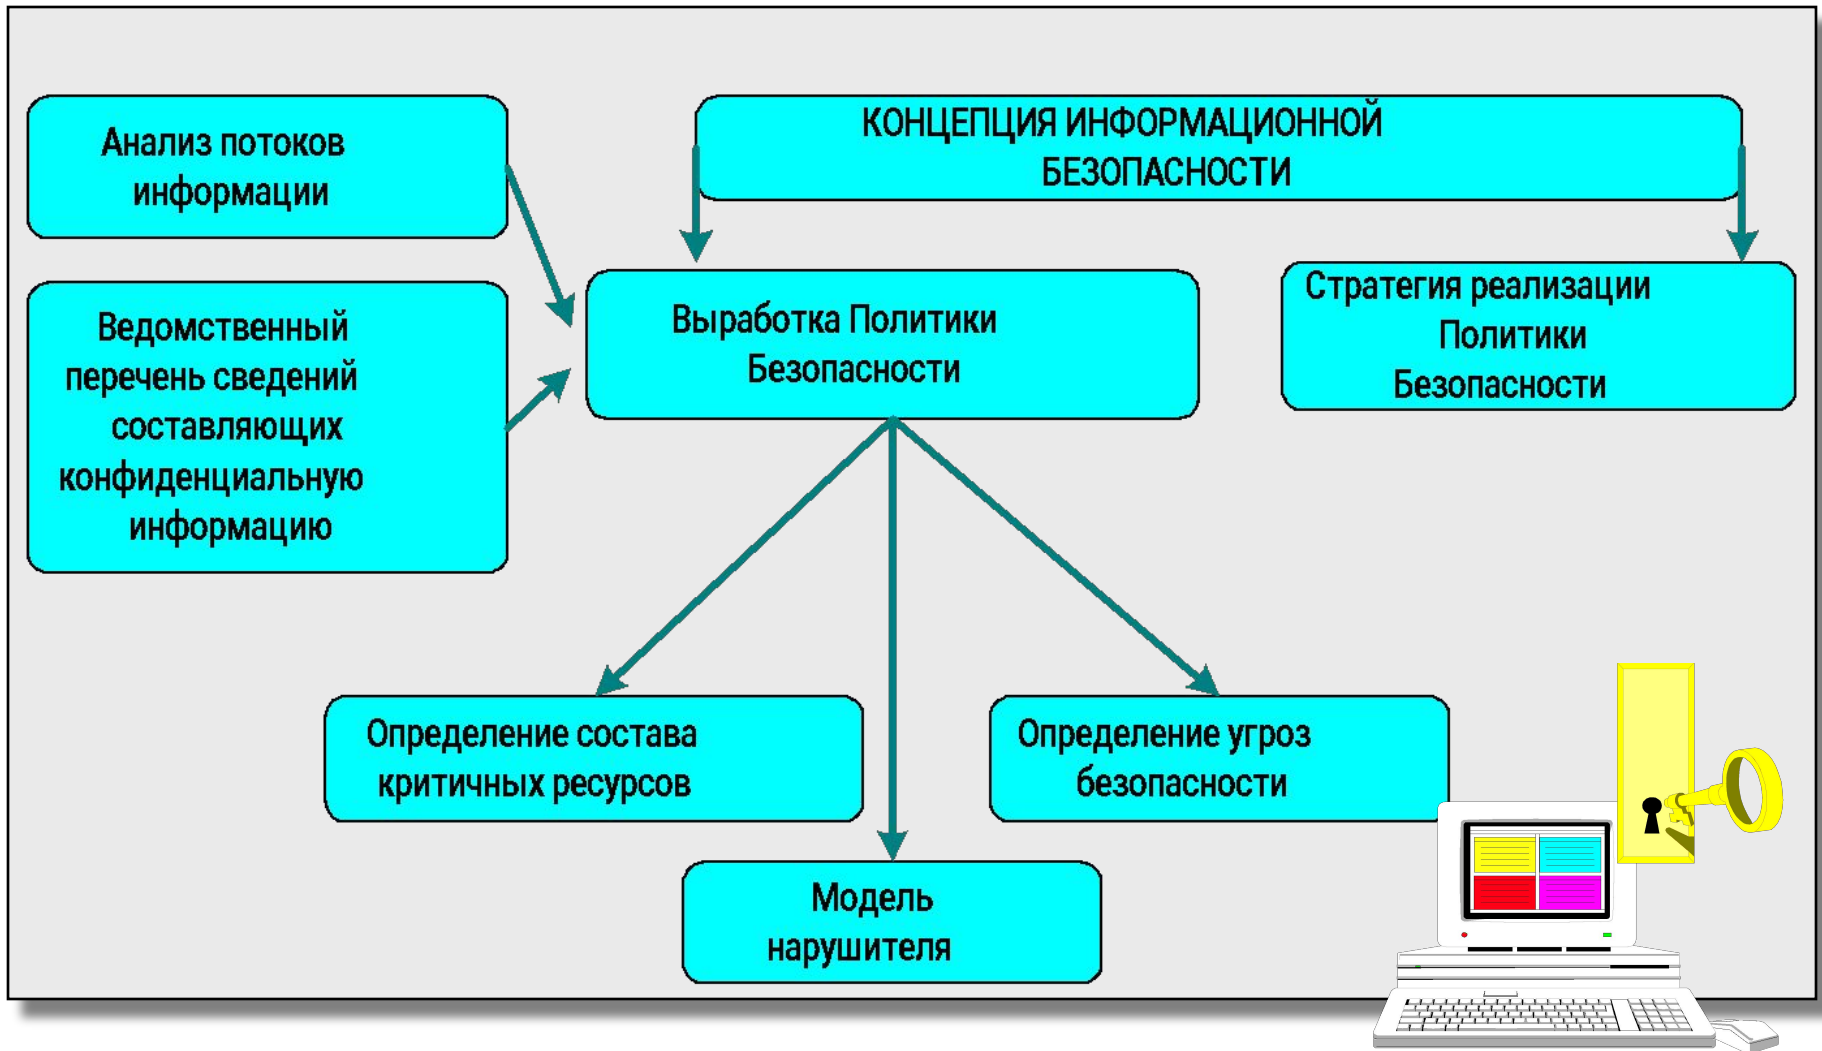 Анализ потоков
информации
КОНЦЕПЦИЯ ИНФОРМАЦИОННОЙ
БЕЗОПАСНОСТИ
Ведомственный
перечень сведений
составляющих
конфиденциальную
информацию
Выработка Политики
Безопасности
Стратегия реализации
Политики
Безопасности
Определение состава
критичных ресурсов
Определение угроз
безопасности
Модель
нарушителя